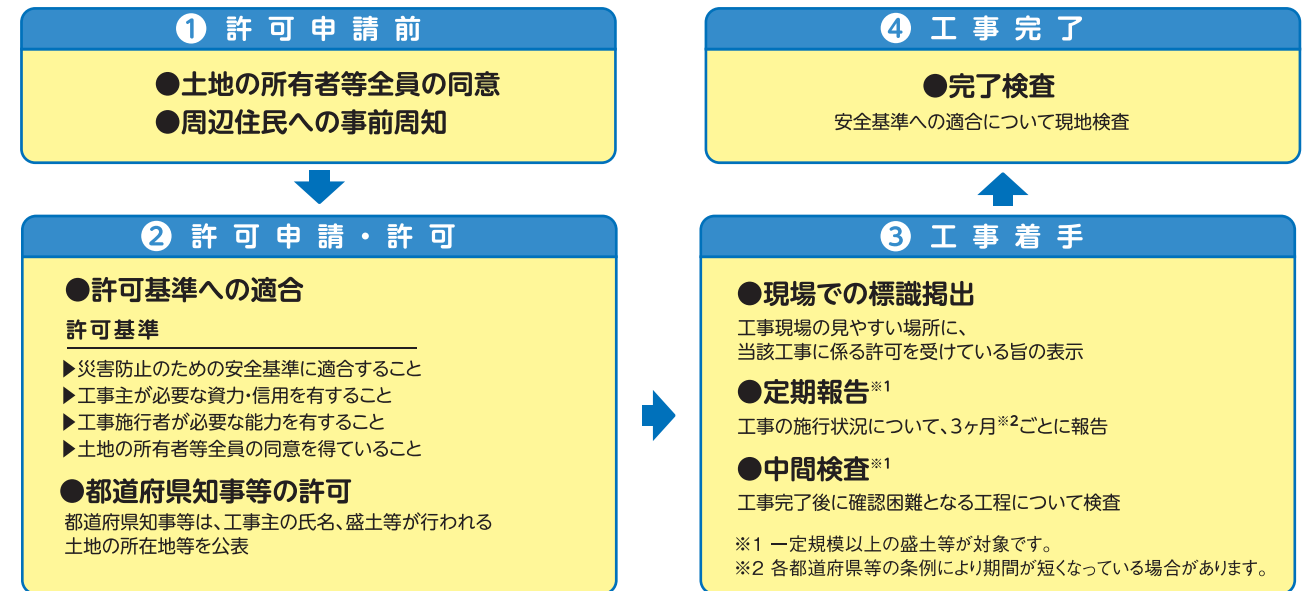 ❶ 許可申請前
●土地の所有者等全員の同意
●周辺住民への事前周知
❷ 許可申請・許可
●許可基準への適合
許可基準
▶災害防止のための安全基準に適合すること
▶工事主が必要な資力・信用を有すること
▶工事施行者が必要な能力を有すること
▶土地の所有者等全員の同意を得ていること
●都道府県知事等の許可
都道府県知事等は、工事主の氏名、盛土等が行われる
土地の所在地等を公表
❸ 工事着手
●現場での標識掲出
工事現場の見やすい場所に、
当該工事に係る許可を受けている旨の表示
●定期報告※1
工事の施行状況について、3ヶ月※2ごとに報告
●中間検査※1
工事完了後に確認困難となる工程について検査
※1 一定規模以上の盛土等が対象です。
※2 各都道府県等の条例により期間が短くなっている場合があります。
❹ 工事完了
●完了検査
安全基準への適合について現地検査